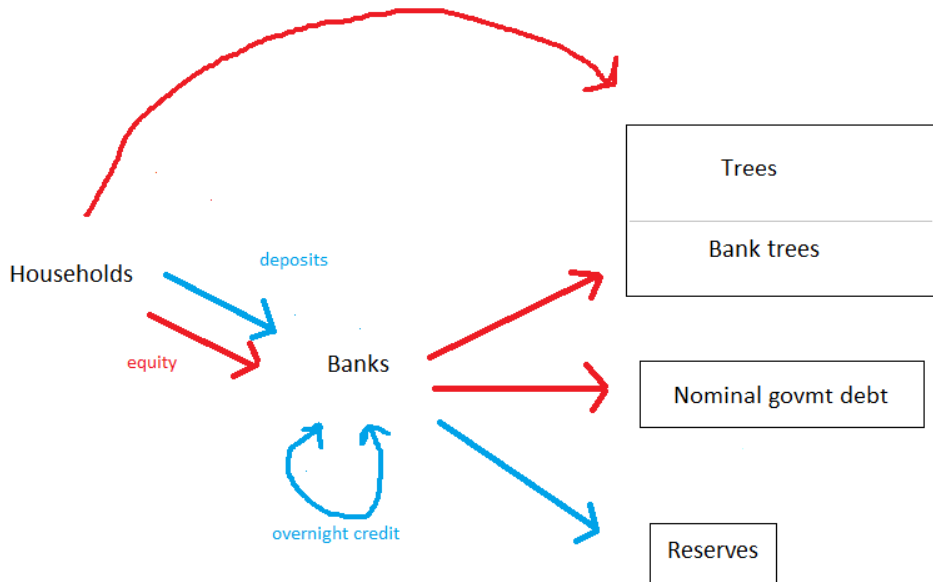 Trees
Bank trees
Households
deposits
equity
Banks
Nominal govmt debt
overnight credit
Reserves